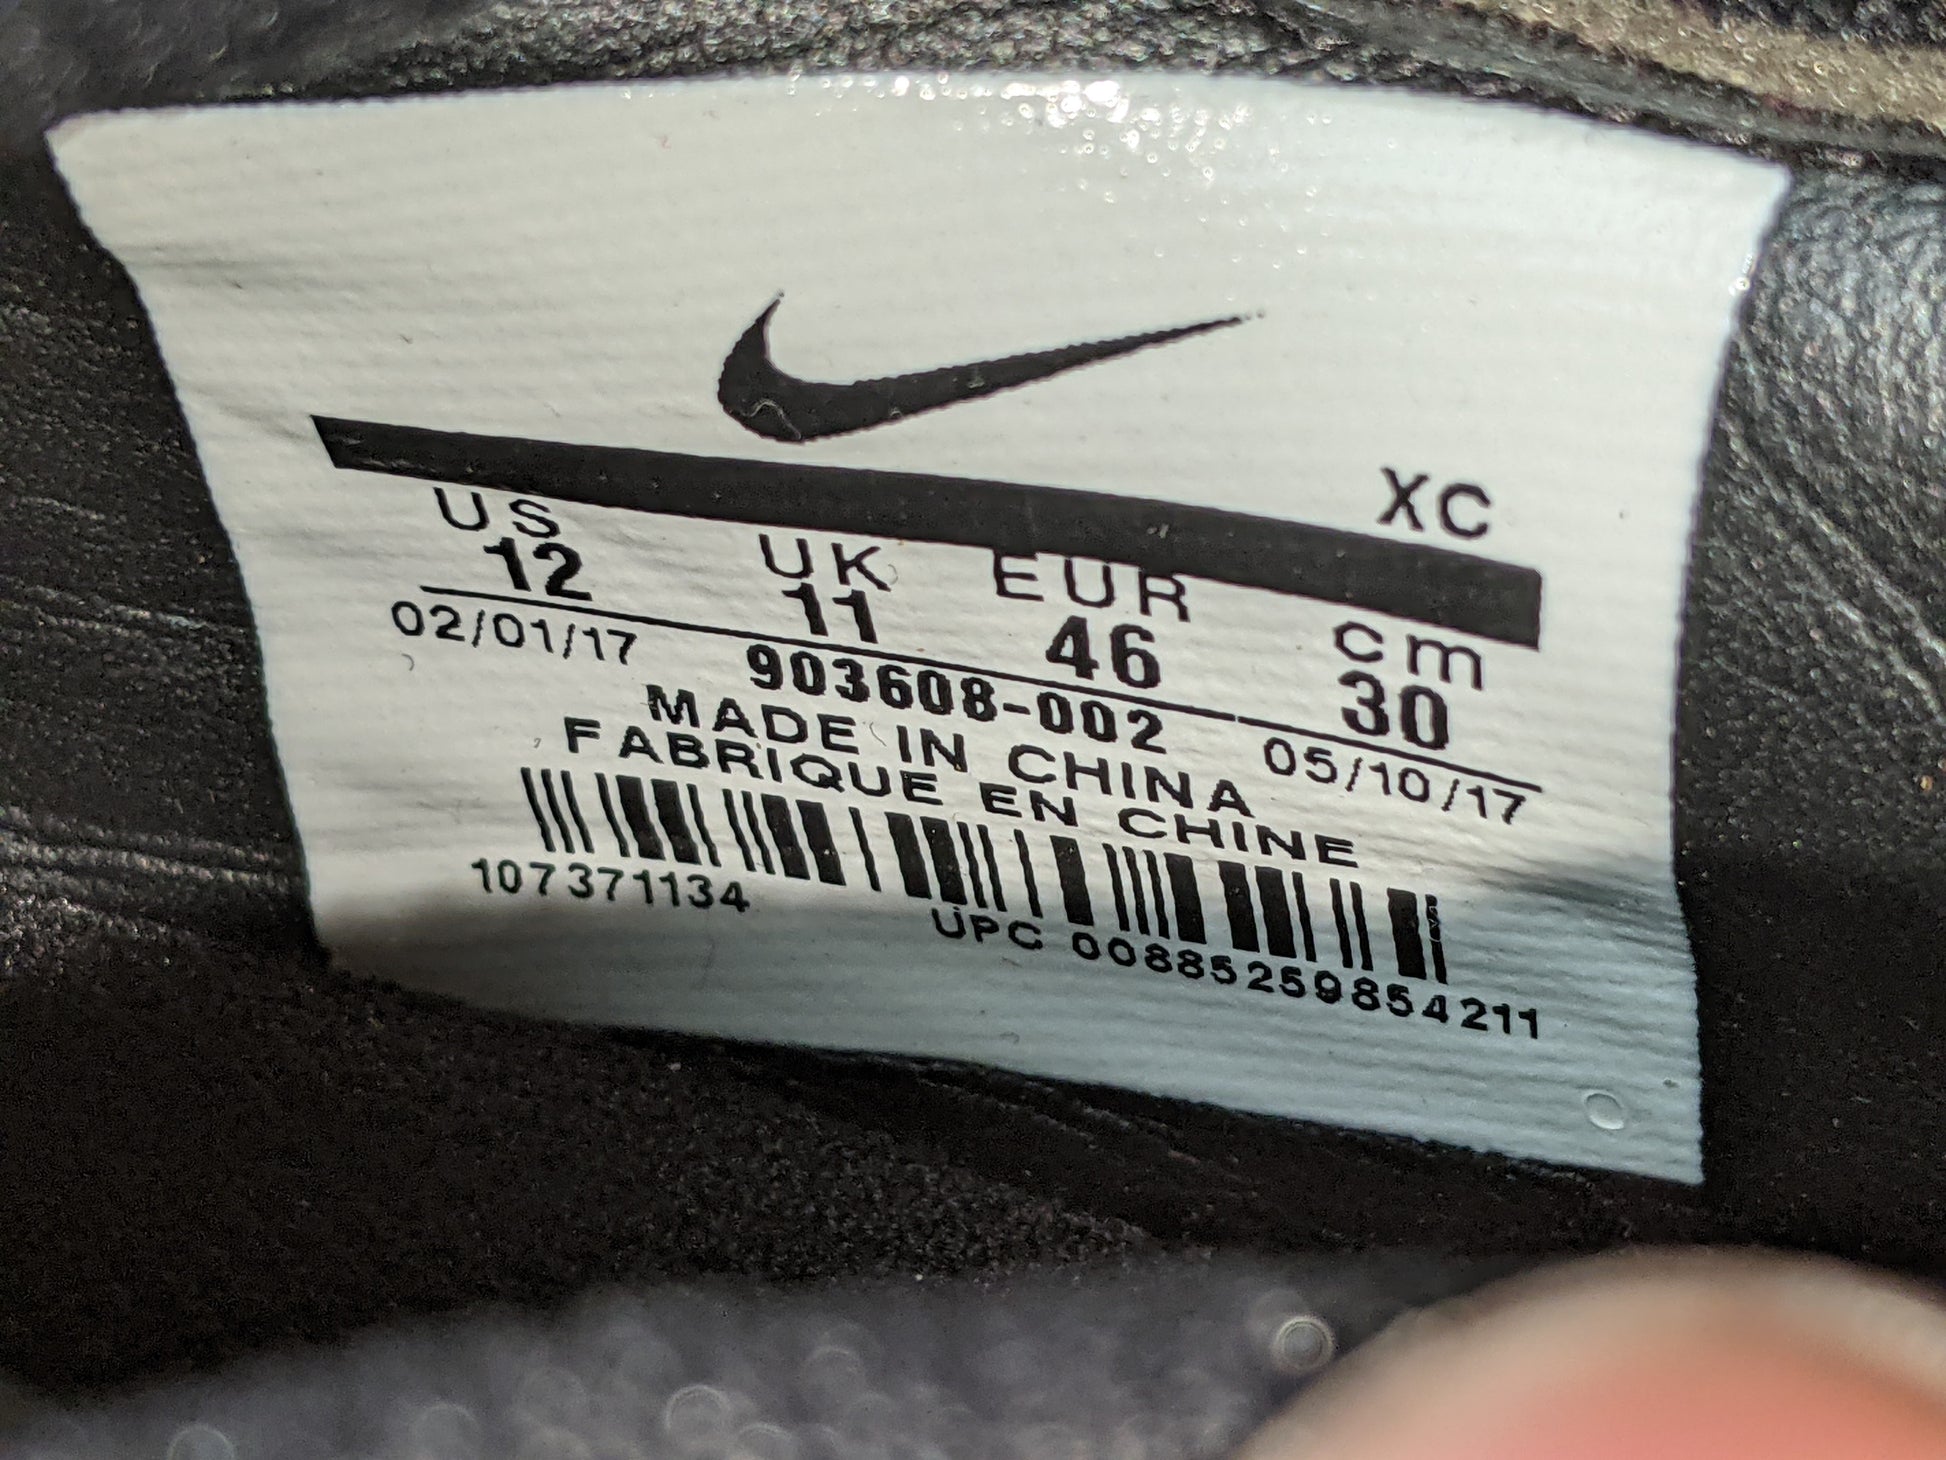 XC
US UK EUR cm
12 11 46 30
02/01/17 903608-002 05/10/17
MADE IN CHINA
FABRIQUE EN CHINE
107371134
UPC 00885259854211